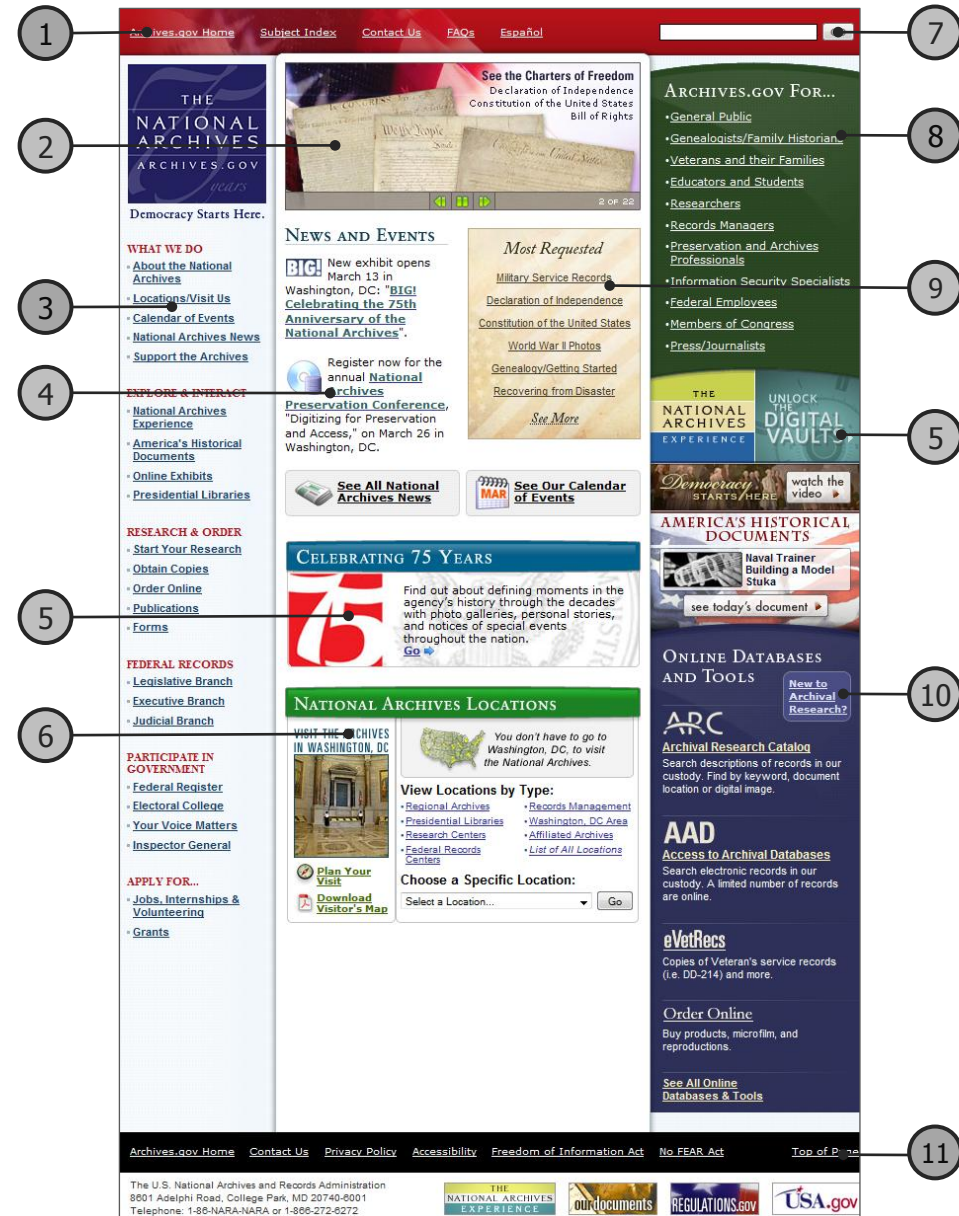 1
Archives.gov Home Subject Index Contact Us FAQs Español
7
THE
NATIONAL
ARCHIVES
ARCHIVES.GOV
75
years
Democracy Starts Here.
2
See the Charters of Freedom
Declaration of Independence
Constitution of the United States
Bill of Rights
We the People
2 OF 22
ARCHIVES.GOV FOR...
•General Public
•Genealogists/Family Historians
8
•Veterans and their Families
•Educators and Students
•Researchers
•Records Managers
•Preservation and Archives
Professionals
•Information Security Specialists
•Federal Employees
•Members of Congress
•Press/Journalists
WHAT WE DO
About the National
Archives
3
Locations/Visit Us
Calendar of Events
National Archives News
Support the Archives
EXPLORE & INTERACT
National Archives
Experience
America's Historical
Documents
Online Exhibits
Presidential Libraries
RESEARCH & ORDER
Start Your Research
Obtain Copies
Order Online
Publications
Forms
FEDERAL RECORDS
Legislative Branch
Executive Branch
Judicial Branch
PARTICIPATE IN
GOVERNMENT
Federal Register
Electoral College
Your Voice Matters
Inspector General
APPLY FOR...
Jobs, Internships &
Volunteering
Grants
NEWS AND EVENTS
BIG! New exhibit opens
March 13 in
Washington, DC: "BIG!
Celebrating the 75th
Anniversary of the
National Archives".
4
Register now for the
annual National
Archives
Preservation Conference,
"Digitizing for Preservation
and Access," on March 26 in
Washington, DC.
Most Requested
Military Service Records
9
Declaration of Independence
Constitution of the United States
World War II Photos
Genealogy/Getting Started
Recovering from Disaster
See More
See All National
Archives News
MAR
See Our Calendar
of Events
5
CELEBRATING 75 YEARS
75
Find out about defining moments in the
agency's history through the decades
with photo galleries, personal stories,
and notices of special events
throughout the nation.
Go
6
NATIONAL ARCHIVES LOCATIONS
VISIT THE ARCHIVES
IN WASHINGTON, DC
Plan Your
Visit
Download
Visitor's Map
You don't have to go to
Washington, DC, to visit
the National Archives.
View Locations by Type:
•Regional Archives
•Presidential Libraries
•Research Centers
•Federal Records
Centers
•Records Management
•Washington, DC Area
•Affiliated Archives
•List of All Locations
Choose a Specific Location:
Select a Location... Go
THE
NATIONAL
ARCHIVES
EXPERIENCE
UNLOCK
THE
DIGITAL
VAULTS
5
Democracy
STARTS HERE
watch the
video
AMERICA'S HISTORICAL
DOCUMENTS
Naval Trainer
Building a Model
Stuka
see today's document
ONLINE DATABASES
AND TOOLS
New to
Archival
Research?
10
ARC
Archival Research Catalog
Search descriptions of records in our
custody. Find by keyword, document
location or digital image.
AAD
Access to Archival Databases
Search electronic records in our
custody. A limited number of records
are online.
eVetRecs
Copies of Veteran's service records
(i.e. DD-214) and more.
Order Online
Buy products, microfilm, and
reproductions.
See All Online
Databases & Tools
Archives.gov Home Contact Us Privacy Policy Accessibility Freedom of Information Act No FEAR Act Top of Page
11
The U.S. National Archives and Records Administration
8601 Adelphi Road, College Park, MD 20740-6001
Telephone: 1-86-NARA-NARA or 1-866-272-6272
THE
NATIONAL ARCHIVES
EXPERIENCE
ourdocuments
REGULATIONS.GOV
USA.gov